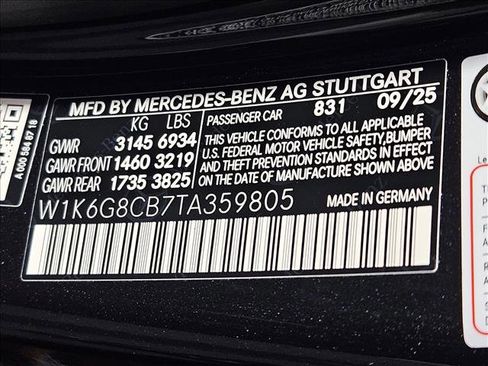 MFD BY MERCEDES-BENZ AG STUTTGART
KG LBS PASSENGER CAR 831 09/25
GVWR 3145 6934
GAWR FRONT 1460 3219
GAWR REAR 1735 3825
THIS VEHICLE CONFORMS TO ALL APPLICABLE
U.S. FEDERAL MOTOR VEHICLE SAFETY, BUMPER
AND THEFT PREVENTION STANDARDS IN EFFECT
ON THE DATE OF MANUFACTURE SHOWN ABOVE.
W1K6G8CB7TA359805
MADE IN GERMANY